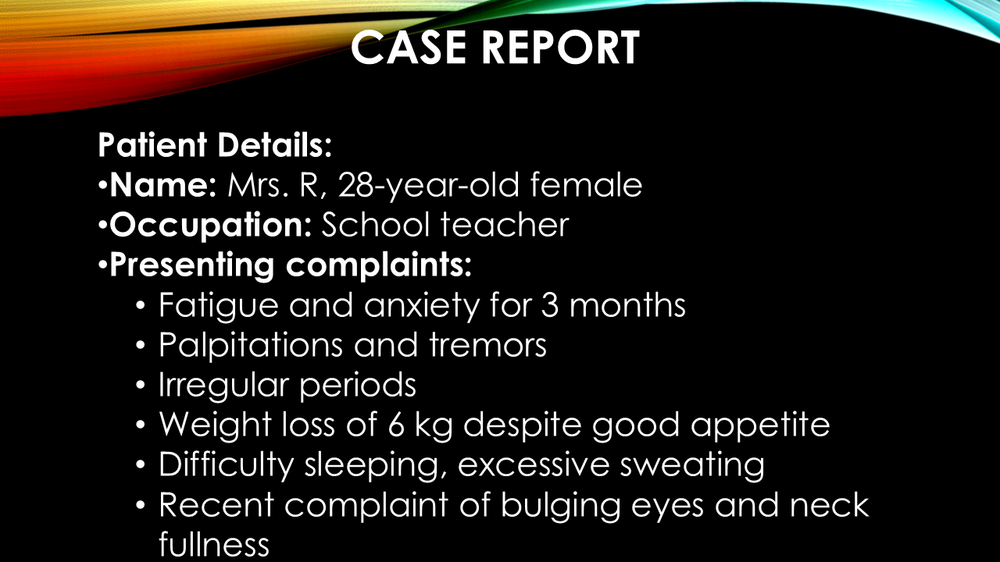 CASE REPORT
Patient Details:
•Name: Mrs. R, 28-year-old female
•Occupation: School teacher
•Presenting complaints:
• Fatigue and anxiety for 3 months
• Palpitations and tremors
• Irregular periods
• Weight loss of 6 kg despite good appetite
• Difficulty sleeping, excessive sweating
• Recent complaint of bulging eyes and neck
fullness